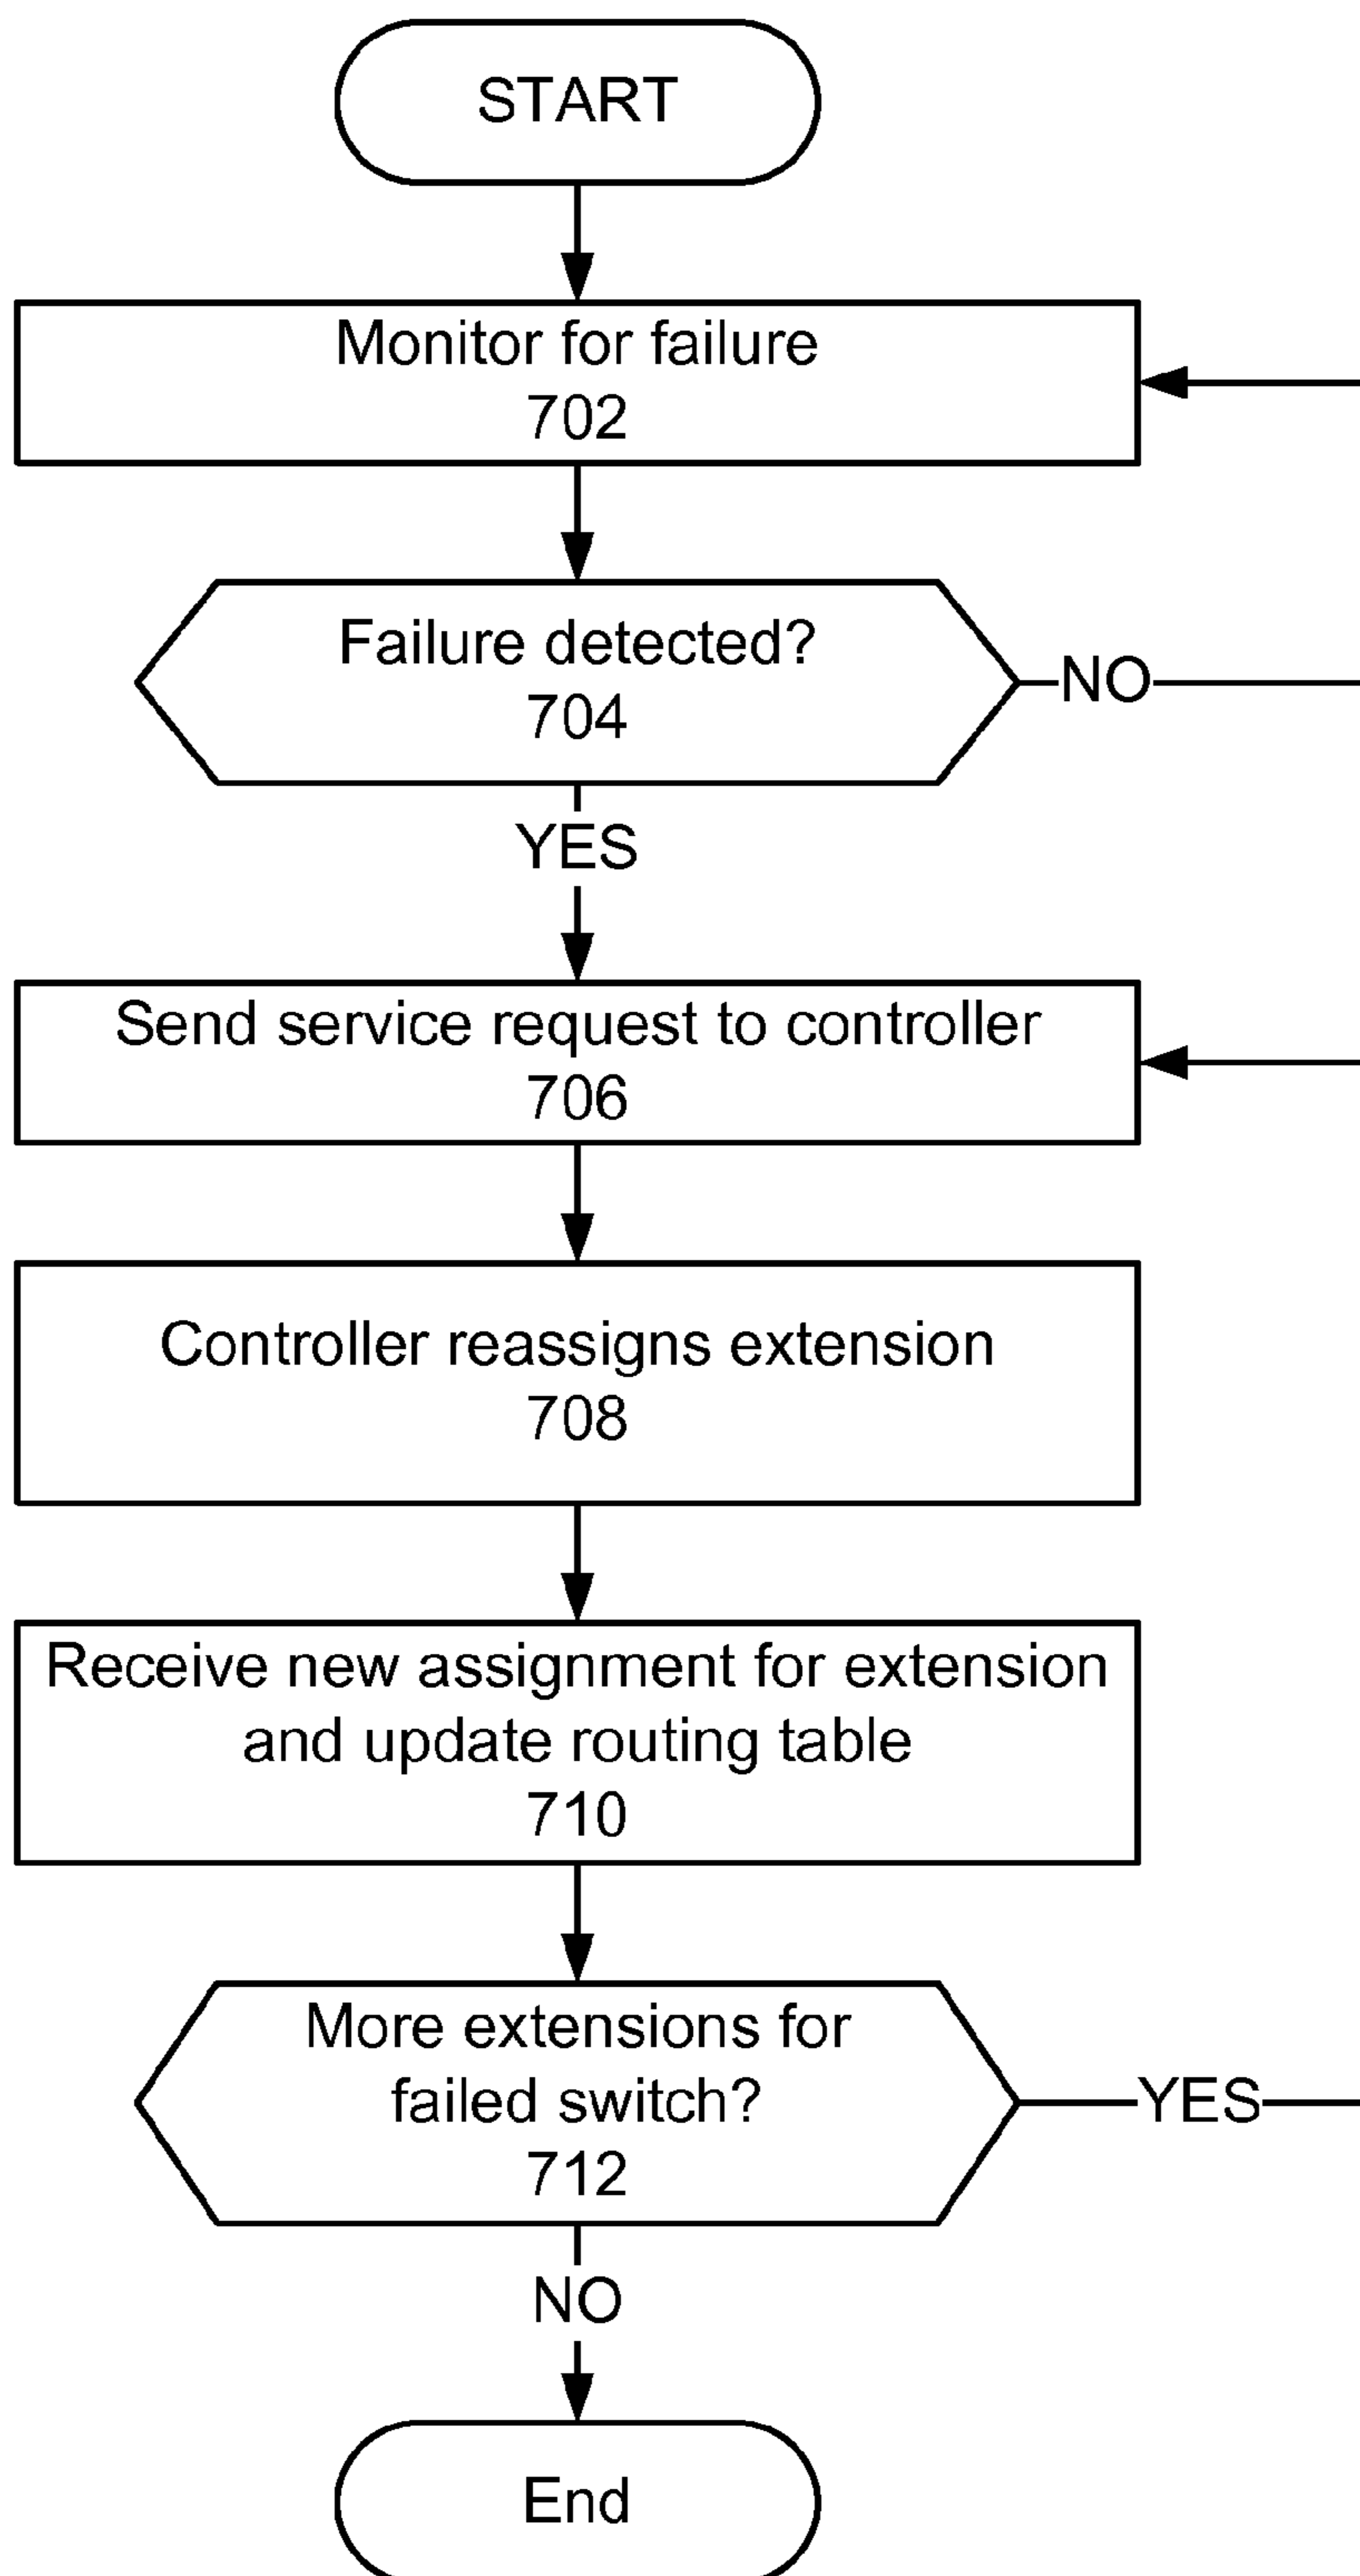 START
Monitor for failure
702
Failure detected?
704
NO
YES
Send service request to controller
706
Controller reassigns extension
708
Receive new assignment for extension
and update routing table
710
More extensions for
failed switch?
712
YES
NO
End